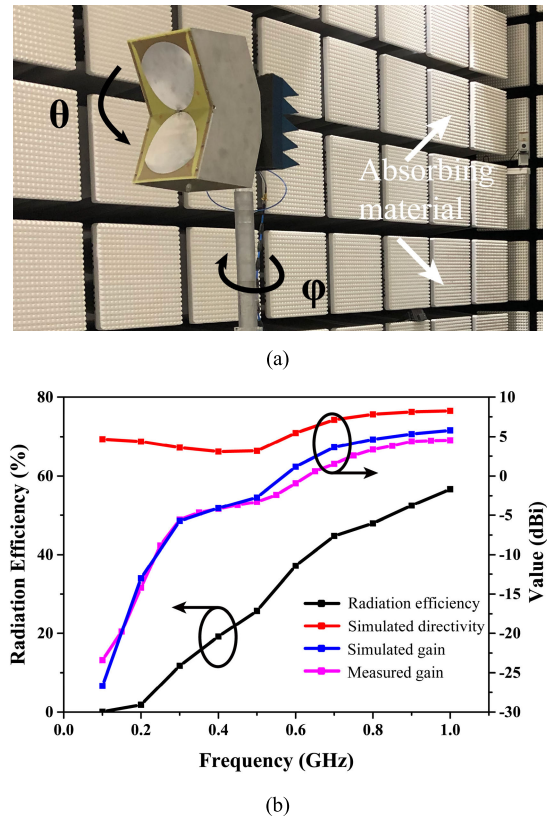 θ
Absorbing
material
φ
(a)
80
60
40
20
0
10
5
0
-5
-10
-15
-20
-25
-30
Radiation Efficiency (%)
Value (dBi)
Radiation efficiency
Simulated directivity
Simulated gain
Measured gain
0.0 0.2 0.4 0.6 0.8 1.0
Frequency (GHz)
(b)